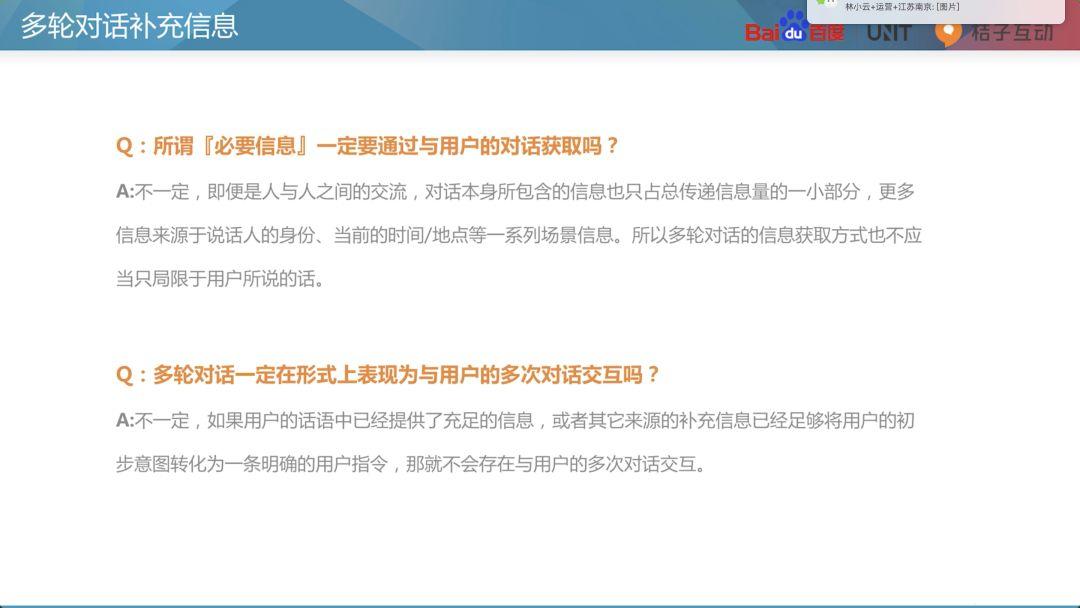 多轮对话补充信息
林小云+运营+江苏南京: [图片]
Bai du 百度 UNIT 桔子互动
Q：所谓『必要信息』一定要通过与用户的对话获取吗？
A:不一定，即便是人与人之间的交流，对话本身所包含的信息也只占总传递信息量的一小部分，更多
信息来源于说话人的身份、当前的时间/地点等一系列场景信息。所以多轮对话的信息获取方式也不应
当只局限于用户所说的话。
Q：多轮对话一定在形式上表现为与用户的多次对话交互吗？
A:不一定，如果用户的话语中已经提供了充足的信息，或者其它来源的补充信息已经足够将用户的初
步意图转化为一条明确的用户指令，那就不会存在与用户的多次对话交互。